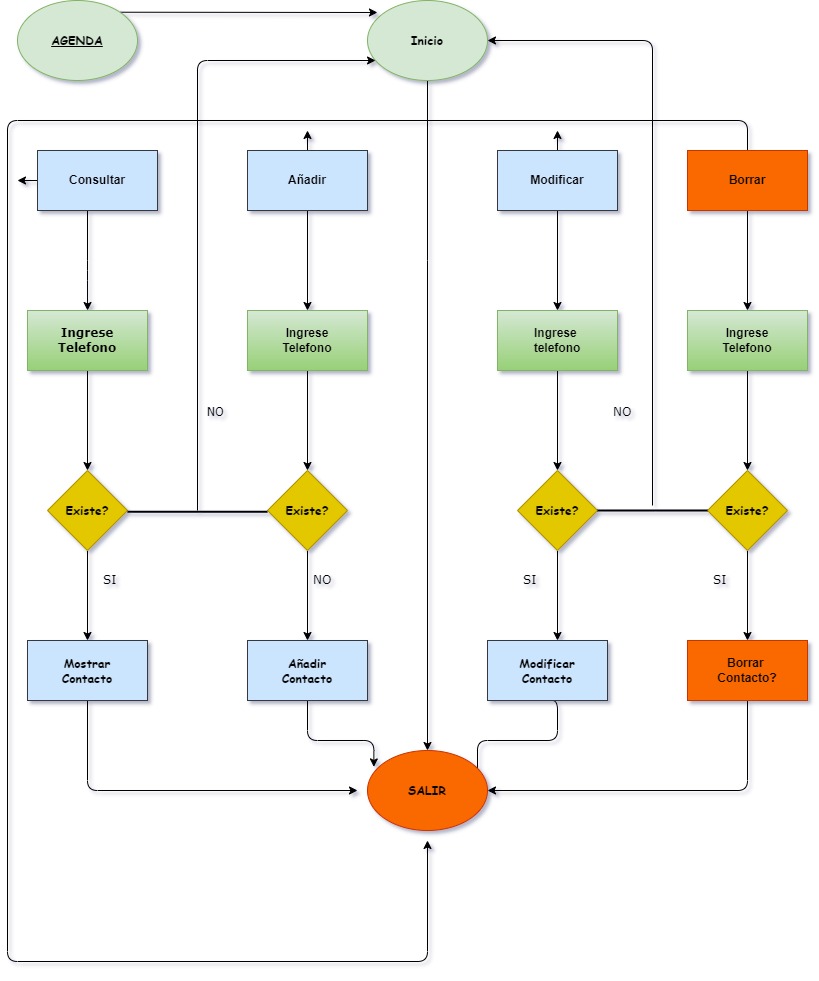 AGENDA
Inicio
Consultar
Añadir
Modificar
Borrar
Ingrese
Telefono
Ingrese
Telefono
Ingrese
telefono
Ingrese
Telefono
NO
NO
Existe?
Existe?
Existe?
Existe?
SI
NO
SI
SI
Mostrar
Contacto
Añadir
Contacto
Modificar
Contacto
Borrar
Contacto?
SALIR